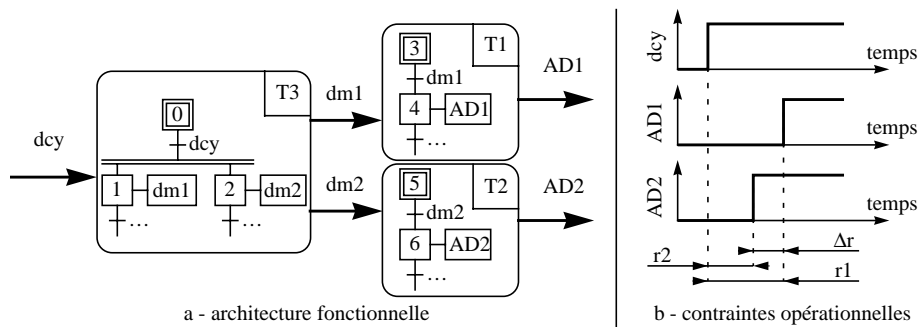 dcy
T3
0
dcy
1
dm1
2
dm2
...
...
dm1
dm2
T1
3
dm1
4
AD1
...
T2
5
dm2
6
AD2
...
AD1
AD2
a - architecture fonctionnelle
dcy
temps
AD1
temps
AD2
temps
Δr
r2
r1
b - contraintes opérationnelles